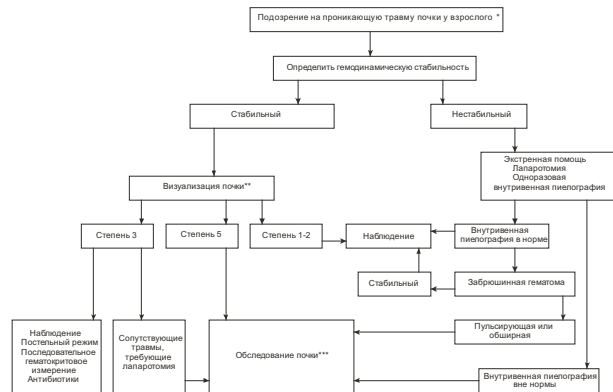 Подозрение на проникающую травму почки у взрослого *
Определить гемодинамическую стабильность
Стабильный
Нестабильный
Экстренная помощь
Лапаротомия
Одноразовая
внутривенная пиелография
Визуализация почки**
Степень 3
Степень 5
Степень 1-2
Наблюдение
Внутривенная
пиелография в норме
Стабильный
Забрюшинная гематома
Пульсирующая или
обширная
Наблюдение
Постельный режим
Последовательное
гематокритовое
измерение
Антибиотики
Сопутствующие
травмы,
требующие
лапаротомия
Обследование почки***
Внутривенная пиелография
вне нормы